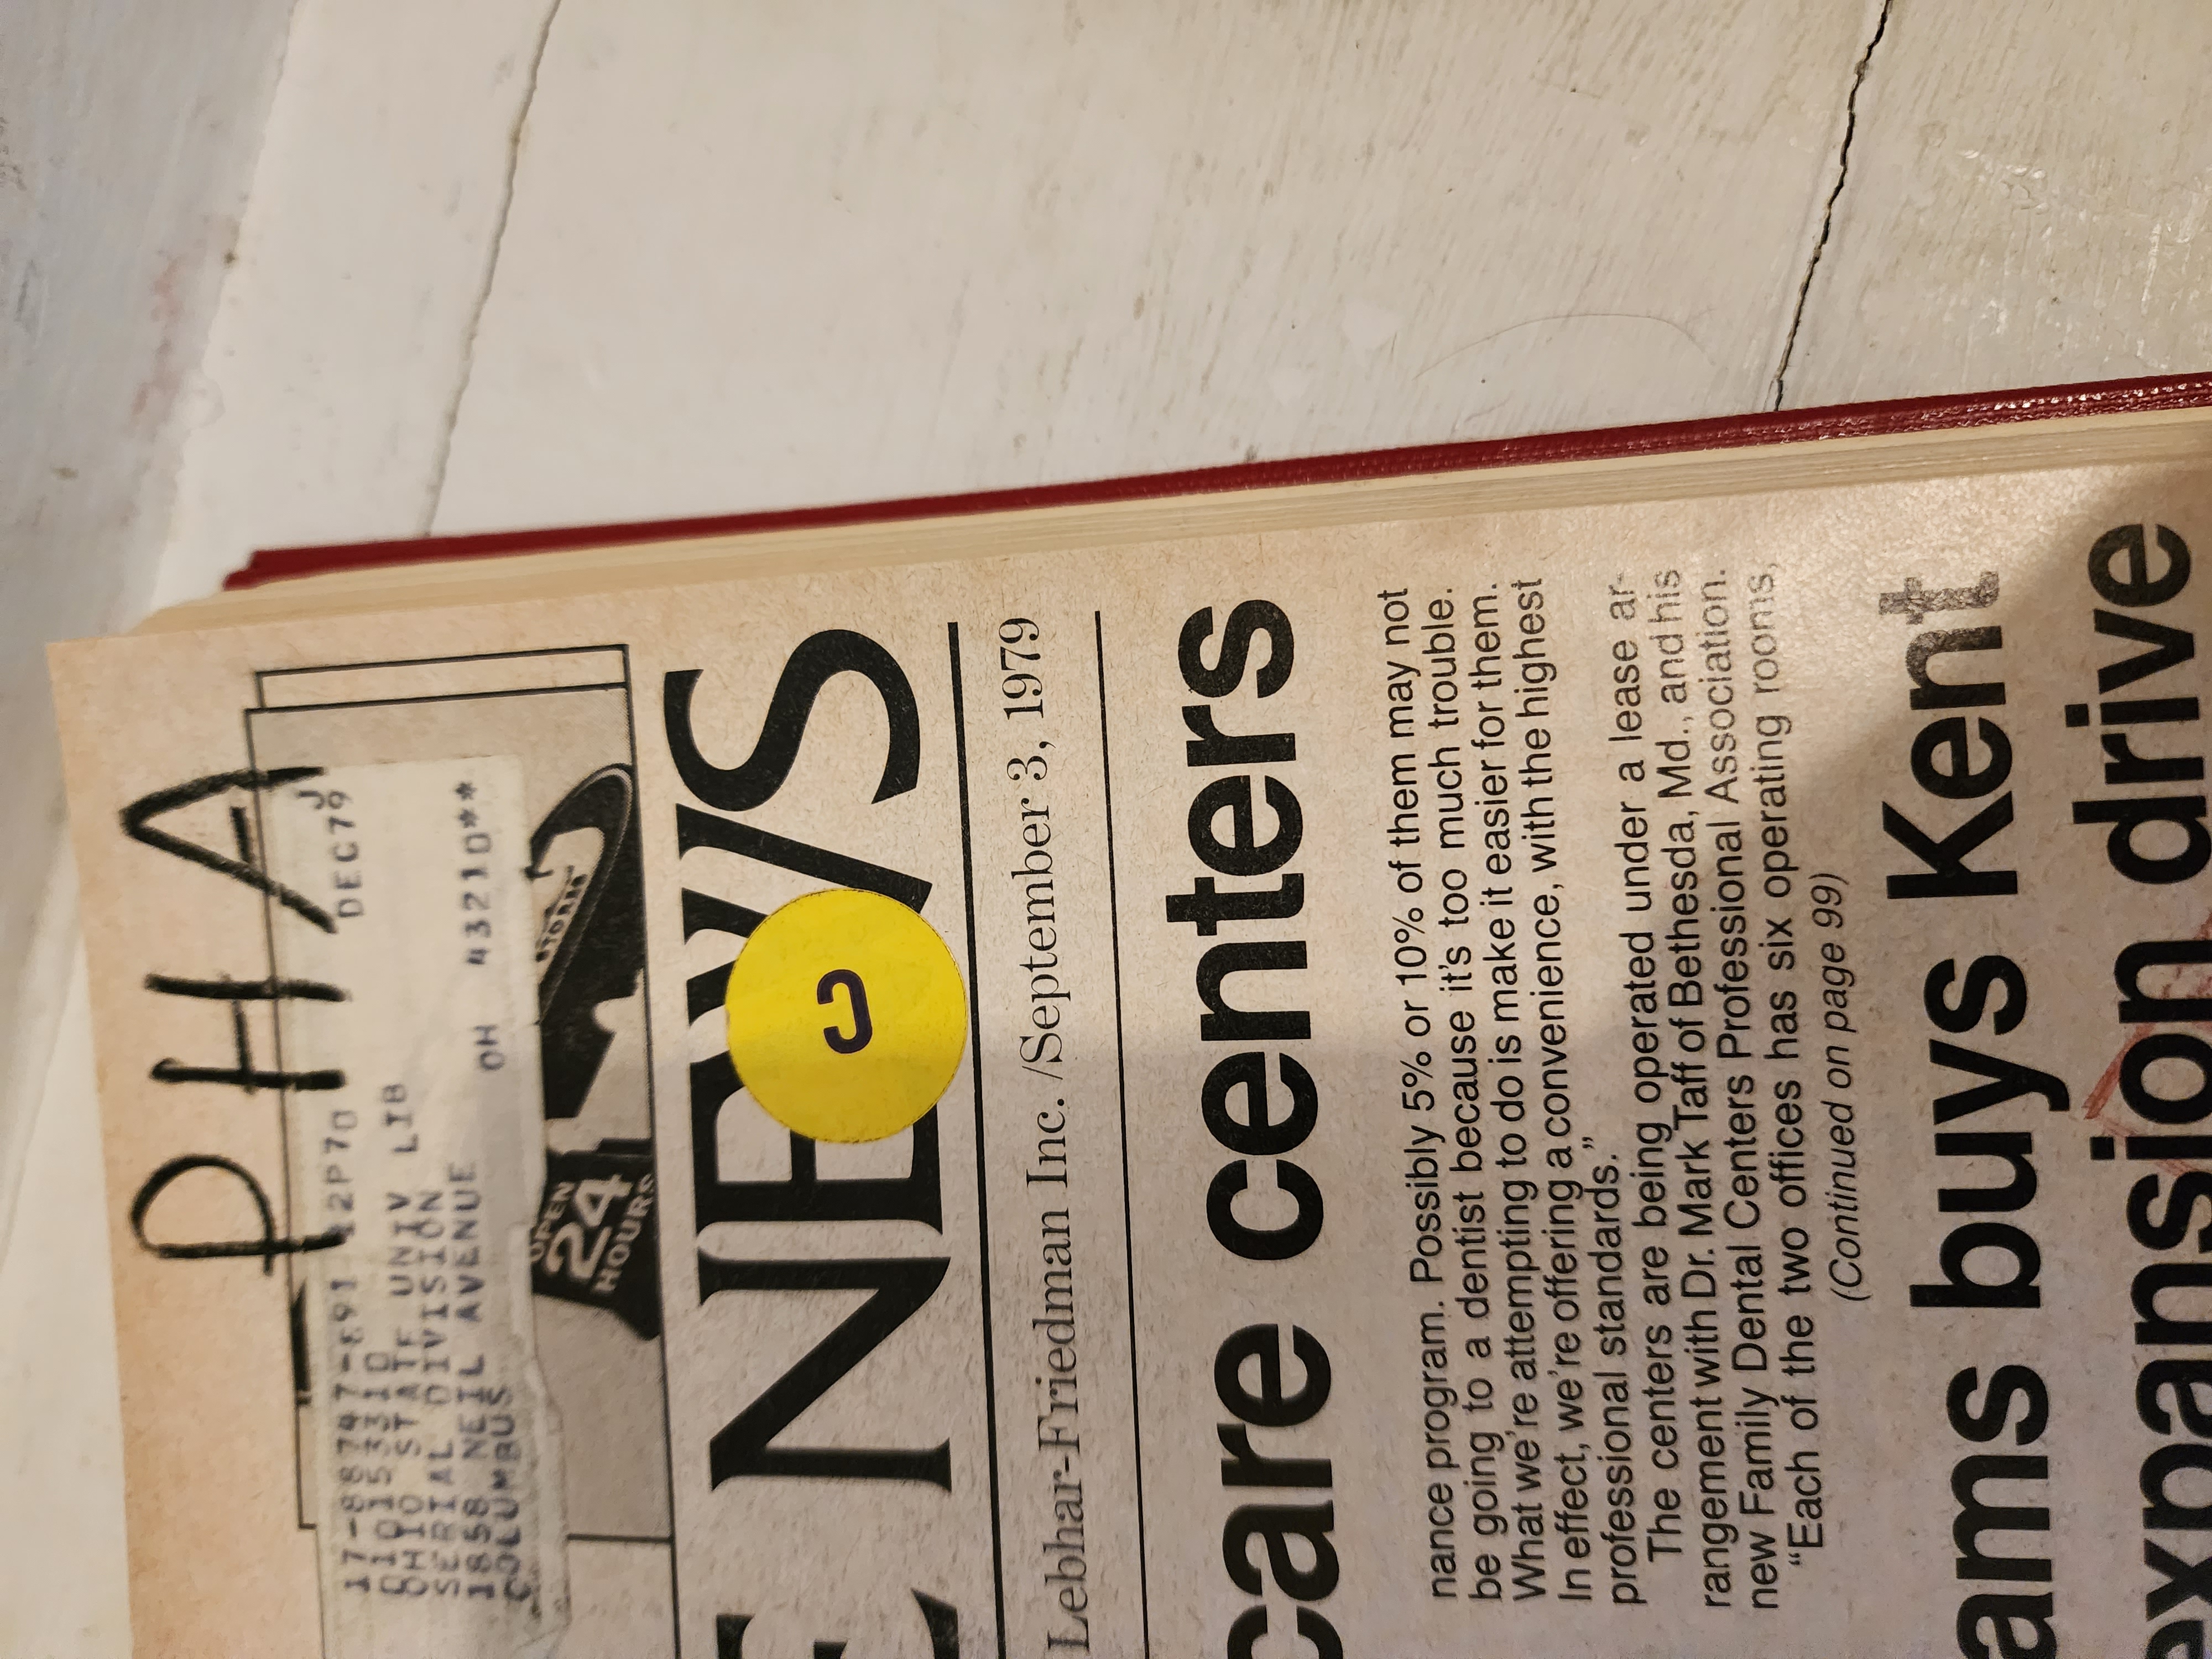 PHA
DEC79
J
17-88747-891 12P70
01015331D
OHIO STATE UNIV LIB
SERIAL DIVISION
1858 NEIL AVENUE
COLUMBUS OH 43210**
OPEN
24
HOURS
E NEWS
J
Lebhar-Friedman Inc./September 3, 1979
care centers
nance program. Possibly 5% or 10% of them may not
be going to a dentist because it's too much trouble.
What we're attempting to do is make it easier for them.
In effect, we're offering a convenience, with the highest
professional standards."
The centers are being operated under a lease ar-
rangement with Dr. Mark Taff of Bethesda, Md., and his
new Family Dental Centers Professional Association.
"Each of the two offices has six operating rooms,
(Continued on page 99)
ams buys Kent
expansion drive